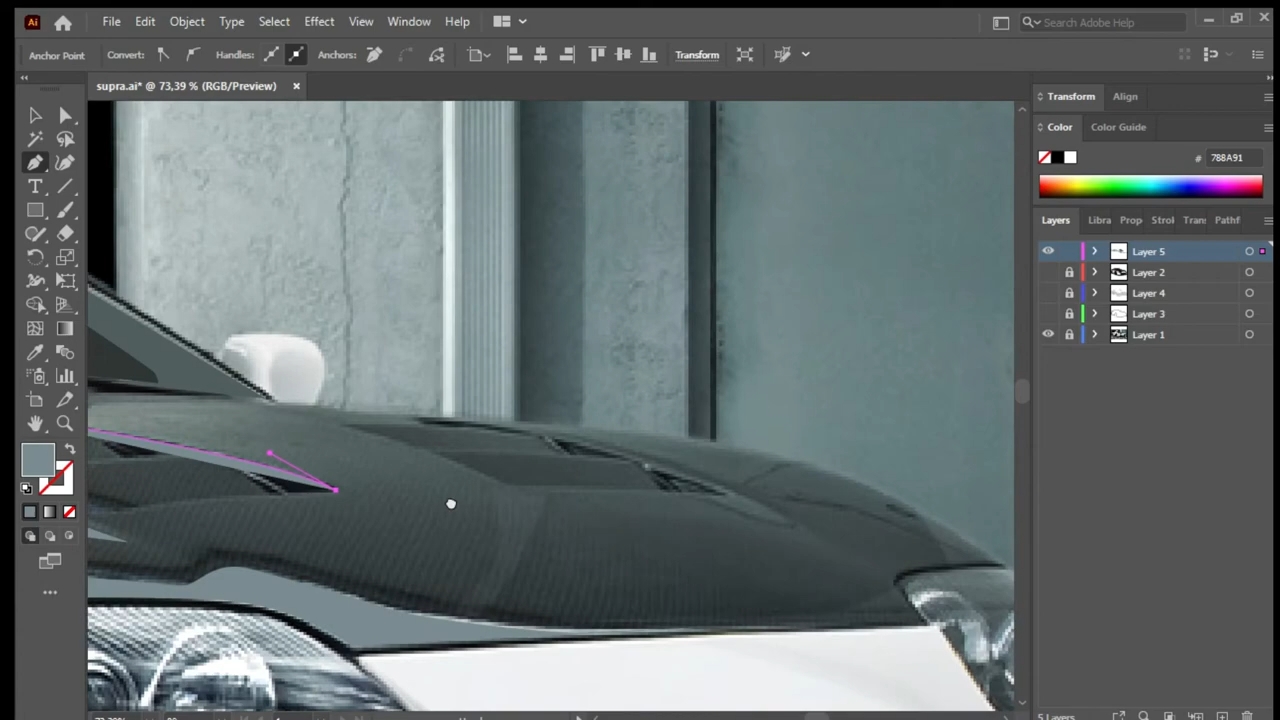 Ai File Edit Object Type Select Effect View Window Help Search Adobe Help
Anchor Point Convert: Handles: Anchors: Transform
supra.ai* @ 73,39 % (RGB/Preview) ×
Transform Align
Color Color Guide
# 788A91
Layers Libra Prop Strol Trans Pathf
Layer 5
Layer 2
Layer 4
Layer 3
Layer 1
5 Layers